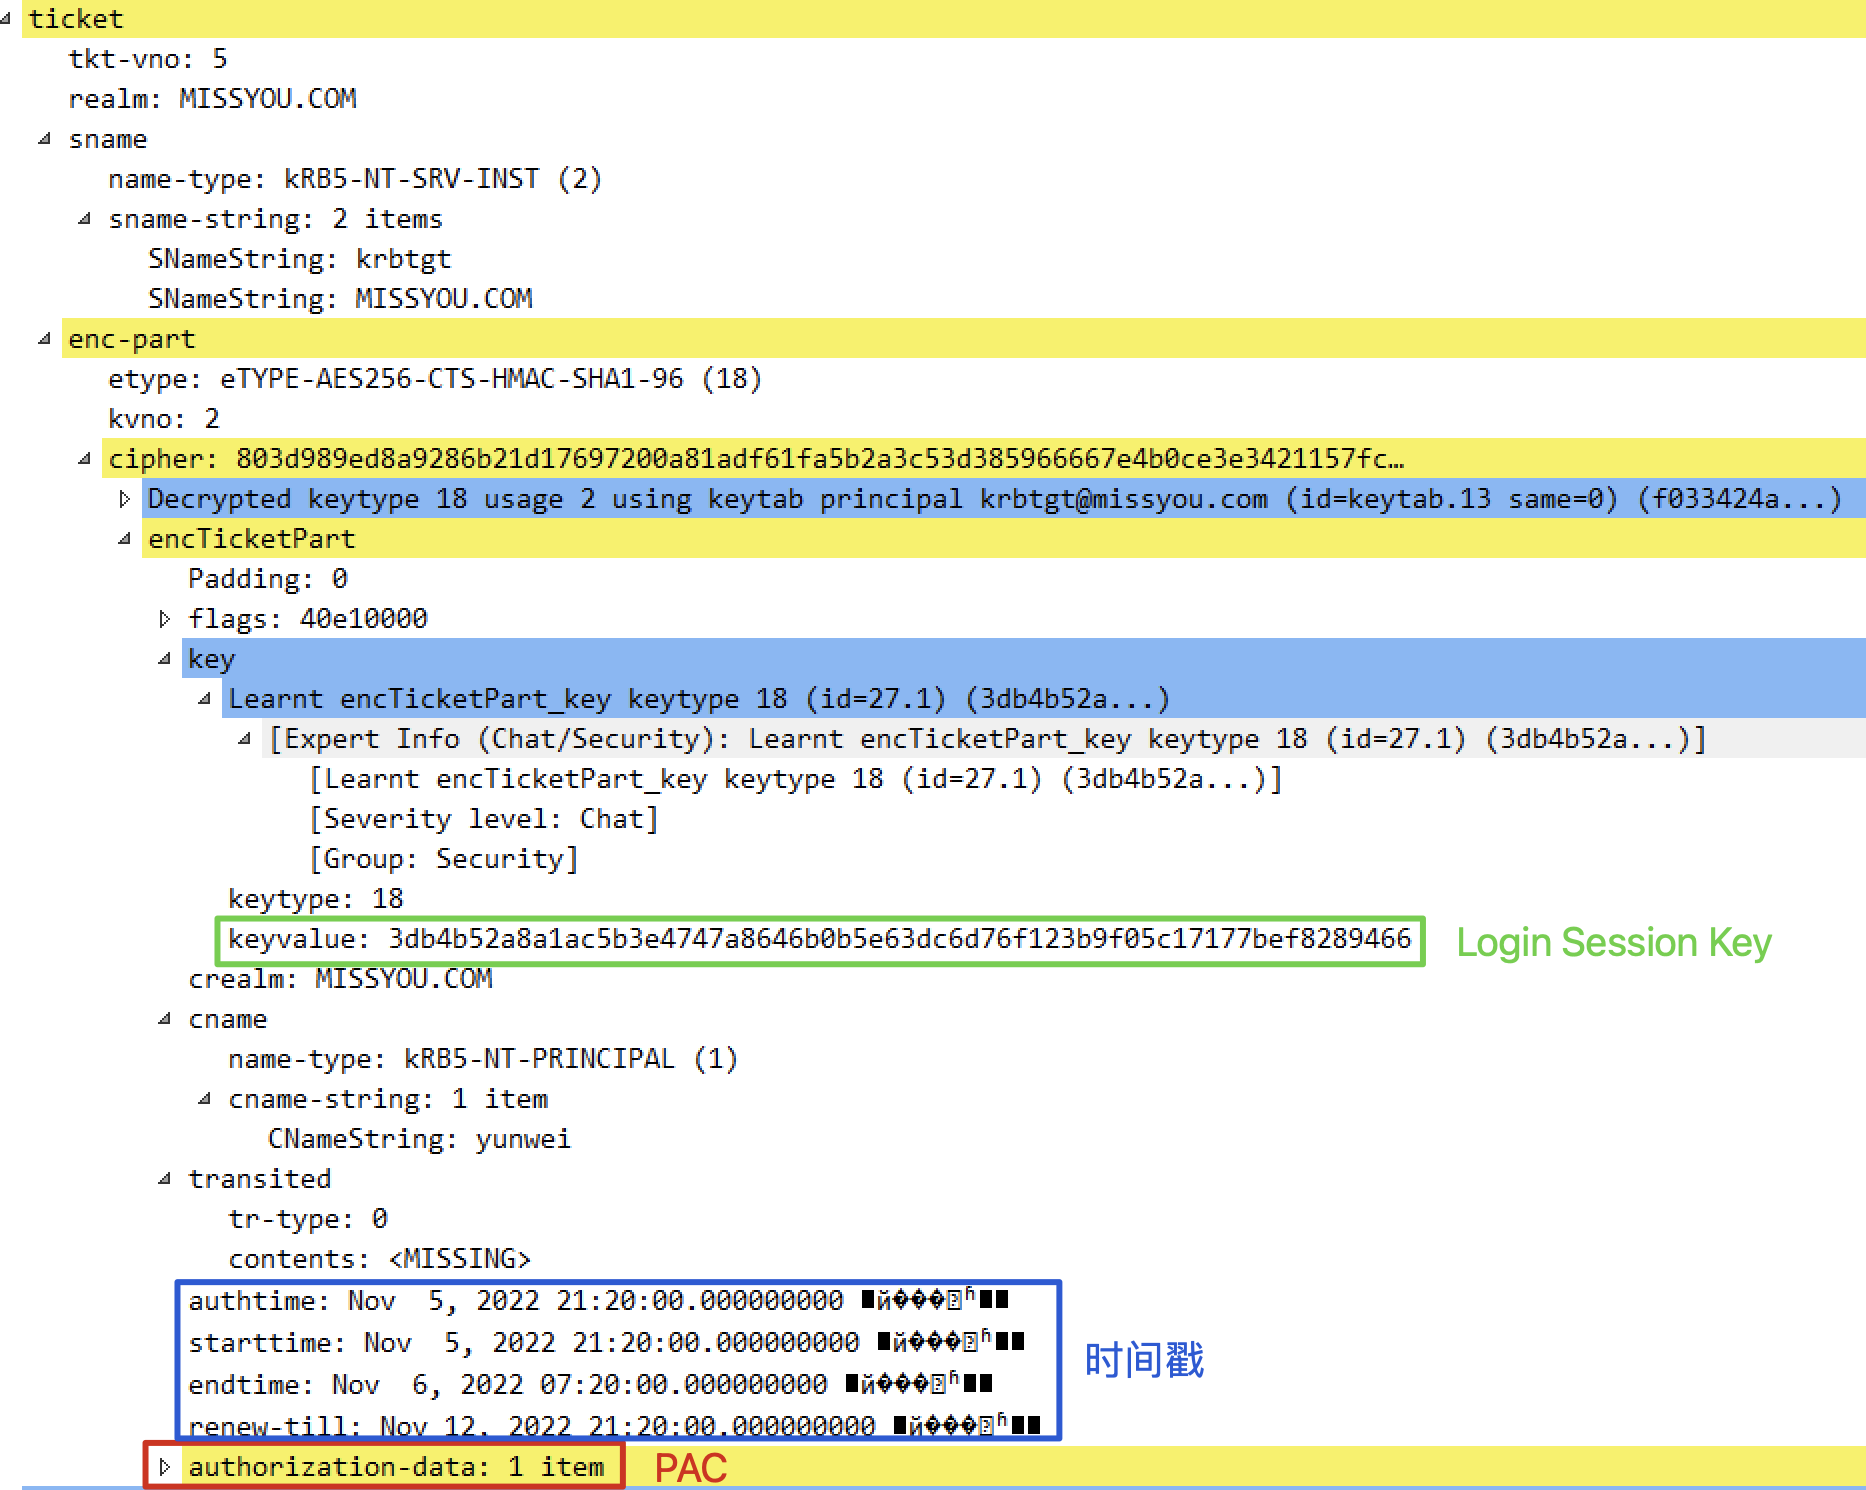 ticket
tkt-vno: 5
realm: MISSYOU.COM
sname
name-type: kRB5-NT-SRV-INST (2)
sname-string: 2 items
SNameString: krbtgt
SNameString: MISSYOU.COM
enc-part
etype: eTYPE-AES256-CTS-HMAC-SHA1-96 (18)
kvno: 2
cipher: 803d989ed8a9286b21d17697200a81adf61fa5b2a3c53d385966667e4b0ce3e3421157fc…
Decrypted keytype 18 usage 2 using keytab principal krbtgt@missyou.com (id=keytab.13 same=0) (f033424a...)
encTicketPart
Padding: 0
flags: 40e10000
key
Learnt encTicketPart_key keytype 18 (id=27.1) (3db4b52a...)
[Expert Info (Chat/Security): Learnt encTicketPart_key keytype 18 (id=27.1) (3db4b52a...)]
[Learnt encTicketPart_key keytype 18 (id=27.1) (3db4b52a...)]
[Severity level: Chat]
[Group: Security]
keytype: 18
keyvalue: 3db4b52a8a1ac5b3e4747a8646b0b5e63dc6d76f123b9f05c17177bef8289466 Login Session Key
crealm: MISSYOU.COM
cname
name-type: kRB5-NT-PRINCIPAL (1)
cname-string: 1 item
CNameString: yunwei
transited
tr-type: 0
contents: <MISSING>
authtime: Nov  5, 2022 21:20:00.000000000
starttime: Nov  5, 2022 21:20:00.000000000
endtime: Nov  6, 2022 07:20:00.000000000
renew-till: Nov 12, 2022 21:20:00.000000000
时间戳
authorization-data: 1 item PAC